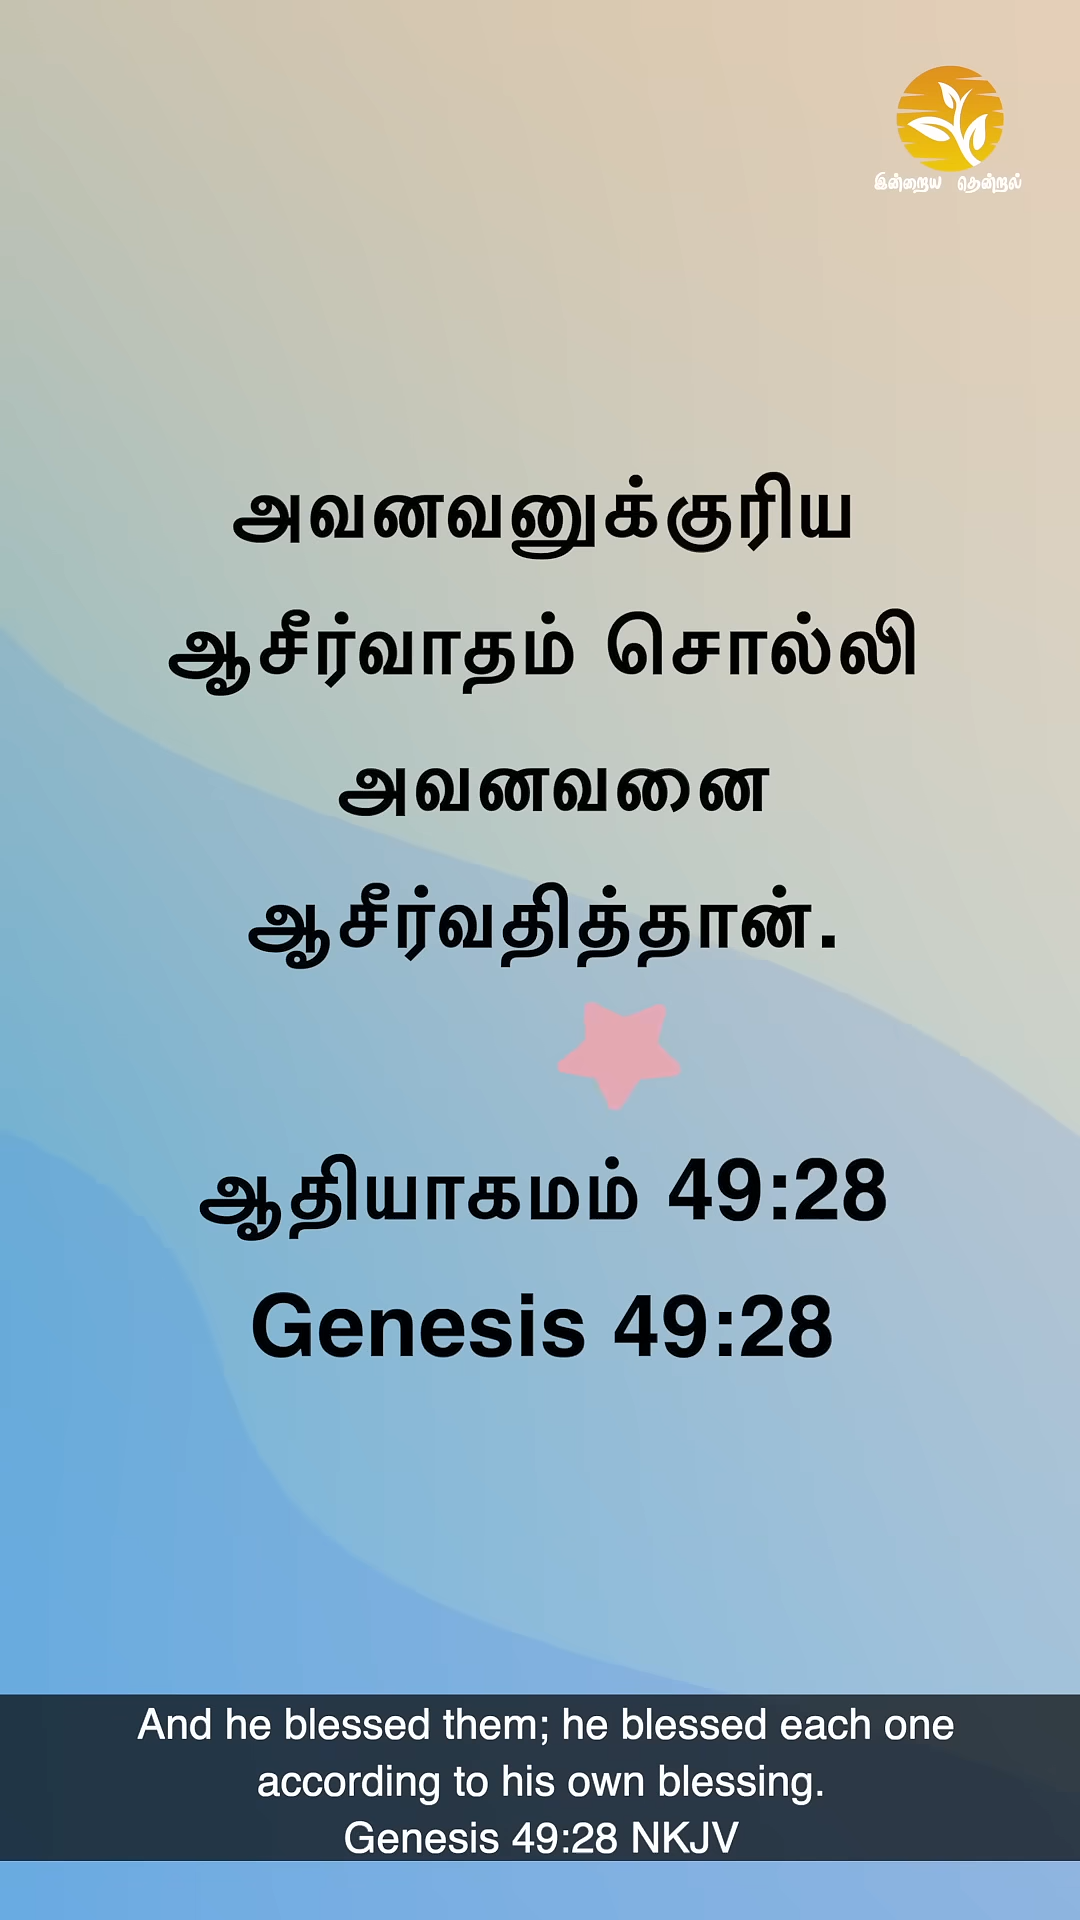 இன்றைய தென்றல்
அவனவனுக்குரிய
ஆசீர்வாதம் சொல்லி
அவனவனை
ஆசீர்வதித்தான்.
ஆதியாகமம் 49:28
Genesis 49:28
And he blessed them; he blessed each one
according to his own blessing.
Genesis 49:28 NKJV